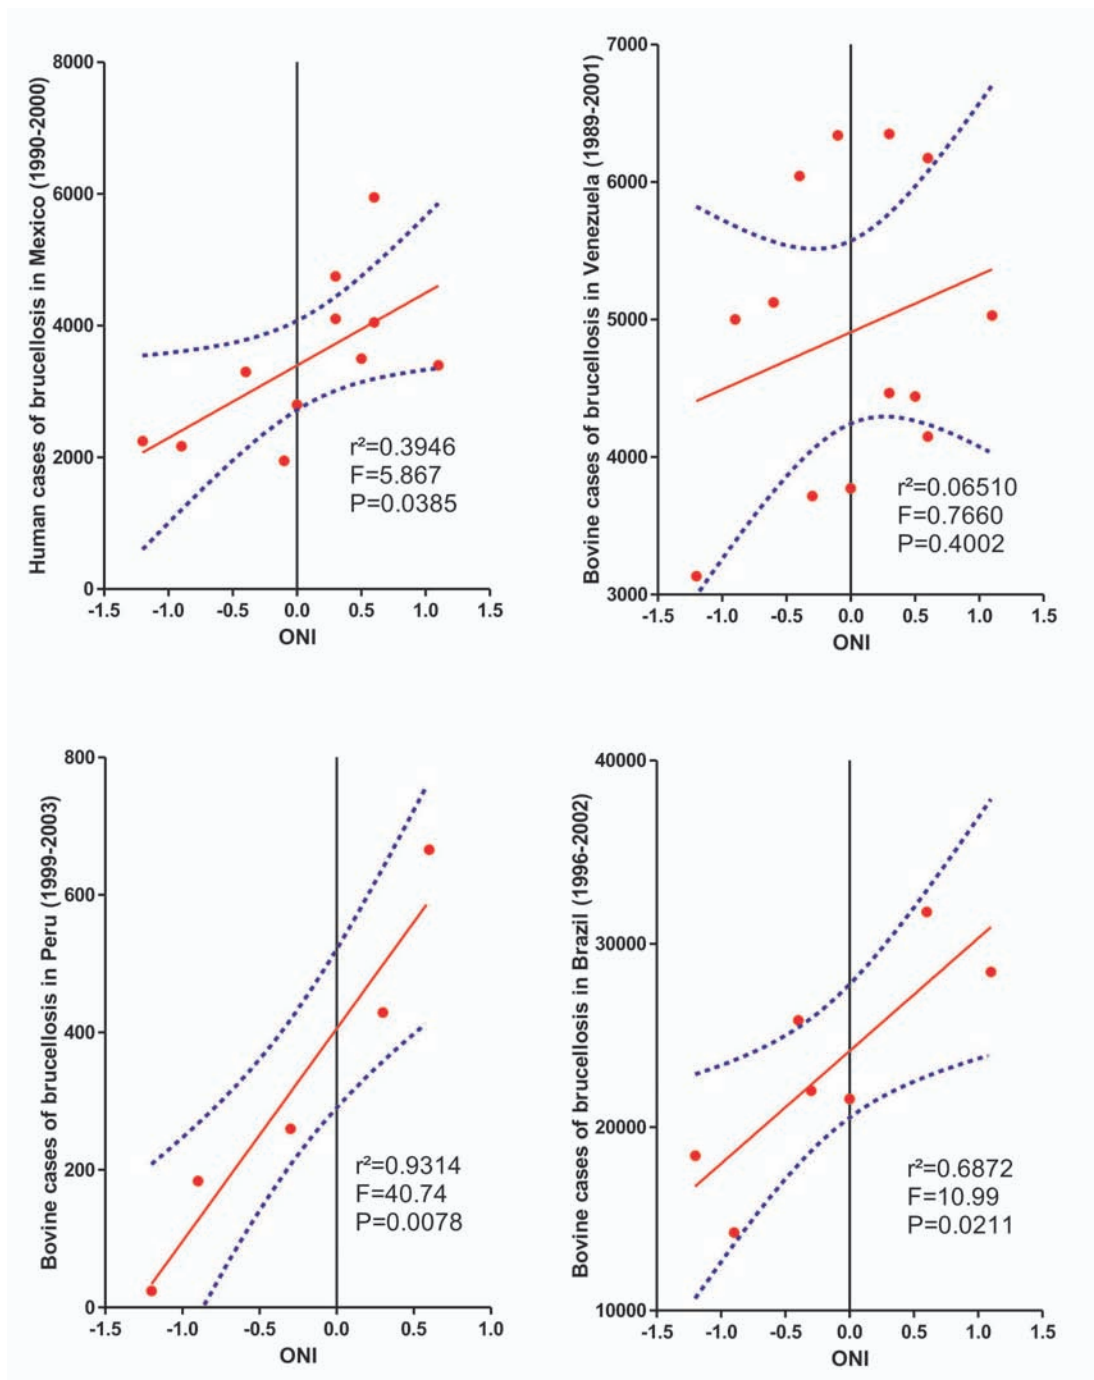 Human cases of brucellosis in Mexico (1990-2000)
8000
6000
4000
2000
0
r²=0.3946
F=5.867
P=0.0385
-1.5 -1.0 -0.5 0.0 0.5 1.0 1.5
ONI
Bovine cases of brucellosis in Venezuela (1989-2001)
7000
6000
5000
4000
3000
r²=0.06510
F=0.7660
P=0.4002
-1.5 -1.0 -0.5 0.0 0.5 1.0 1.5
ONI
Bovine cases of brucellosis in Peru (1999-2003)
800
600
400
200
0
r²=0.9314
F=40.74
P=0.0078
-1.5 -1.0 -0.5 0.0 0.5 1.0
ONI
Bovine cases of brucellosis in Brazil (1996-2002)
40000
30000
20000
10000
r²=0.6872
F=10.99
P=0.0211
-1.5 -1.0 -0.5 0.0 0.5 1.0 1.5
ONI